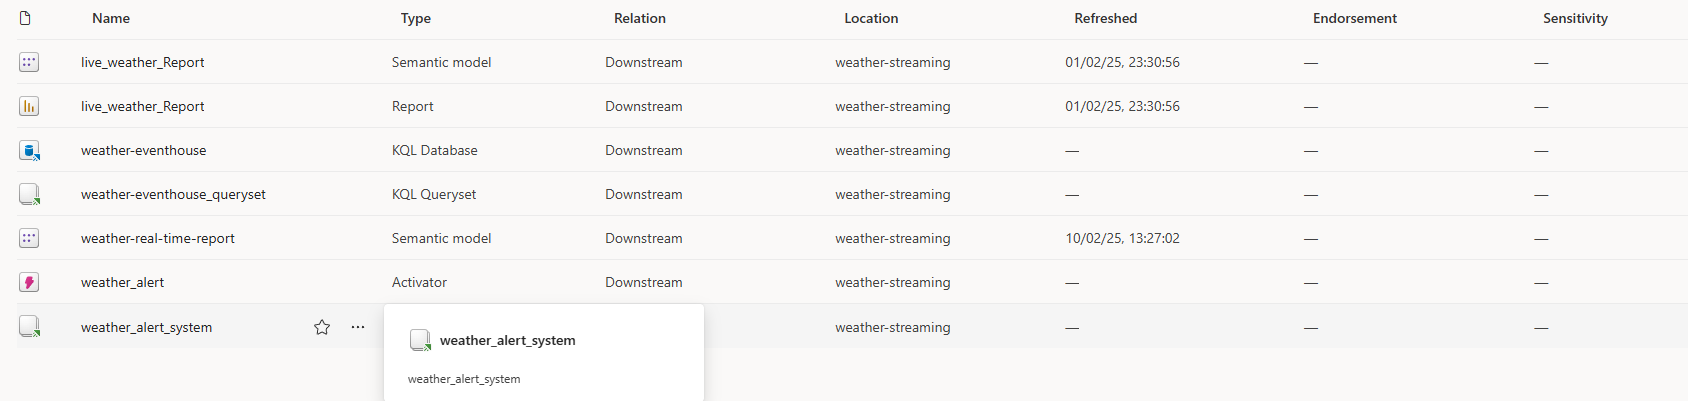 Name Type Relation Location Refreshed Endorsement Sensitivity
live_weather_Report Semantic model Downstream weather-streaming 01/02/25, 23:30:56 — —
live_weather_Report Report Downstream weather-streaming 01/02/25, 23:30:56 — —
weather-eventhouse KQL Database Downstream weather-streaming — — —
weather-eventhouse_queryset KQL Queryset Downstream weather-streaming — — —
weather-real-time-report Semantic model Downstream weather-streaming 10/02/25, 13:27:02 — —
weather_alert Activator Downstream weather-streaming — — —
weather_alert_system ... weather-streaming — — —
weather_alert_system
weather_alert_system